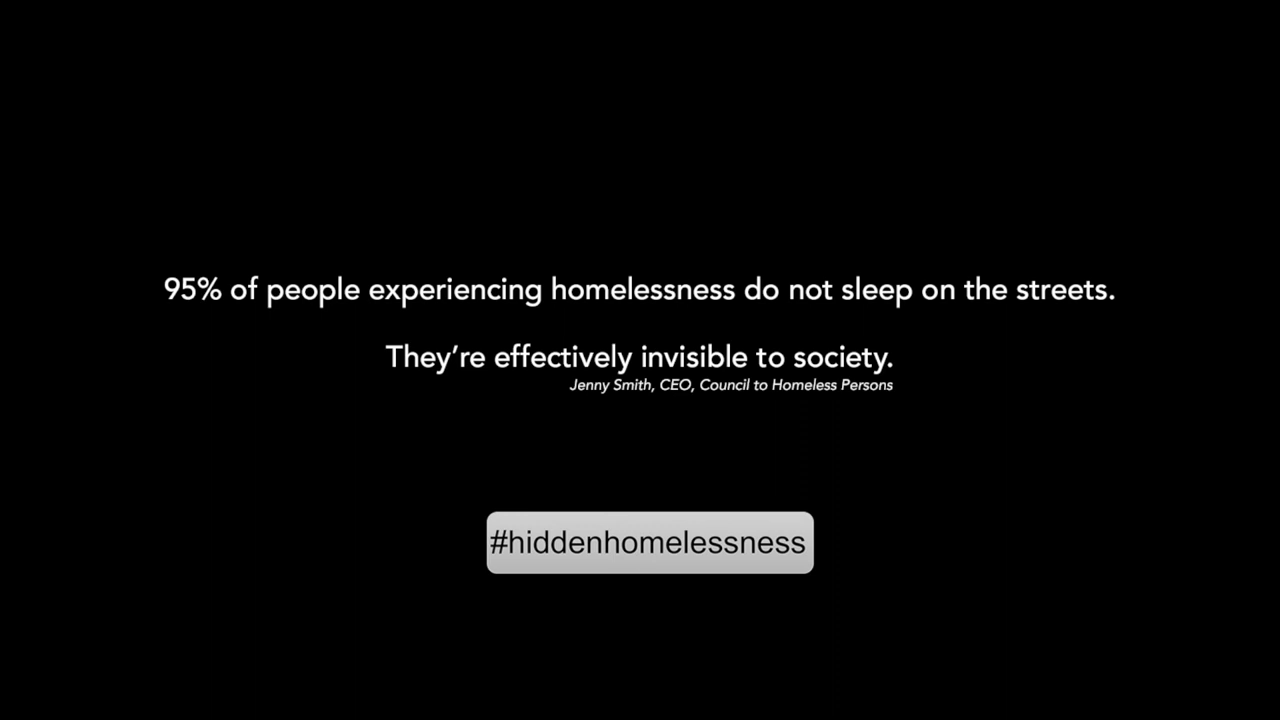 95% of people experiencing homelessness do not sleep on the streets.
They’re effectively invisible to society.
Jenny Smith, CEO, Council to Homeless Persons
#hiddenhomelessness